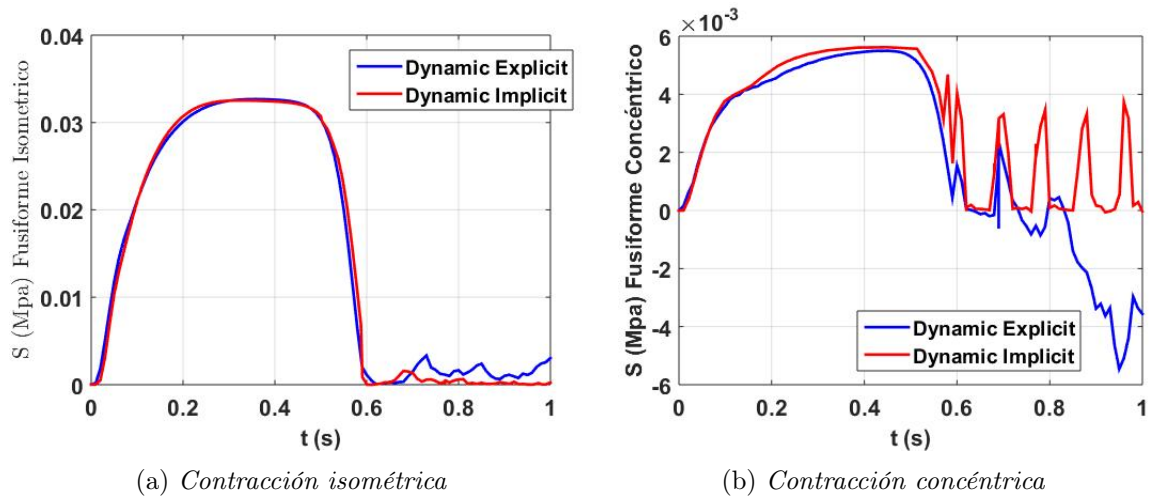 0.04
0.03
0.02
0.01
0
S (Mpa) Fusiforme Isometrico
Dynamic Explicit
Dynamic Implicit
0 0.2 0.4 0.6 0.8 1
t (s)
(a) Contracción isométrica
×10⁻³
6
4
2
0
-2
-4
-6
S (Mpa) Fusiforme Concéntrico
Dynamic Explicit
Dynamic Implicit
0 0.2 0.4 0.6 0.8 1
t (s)
(b) Contracción concéntrica